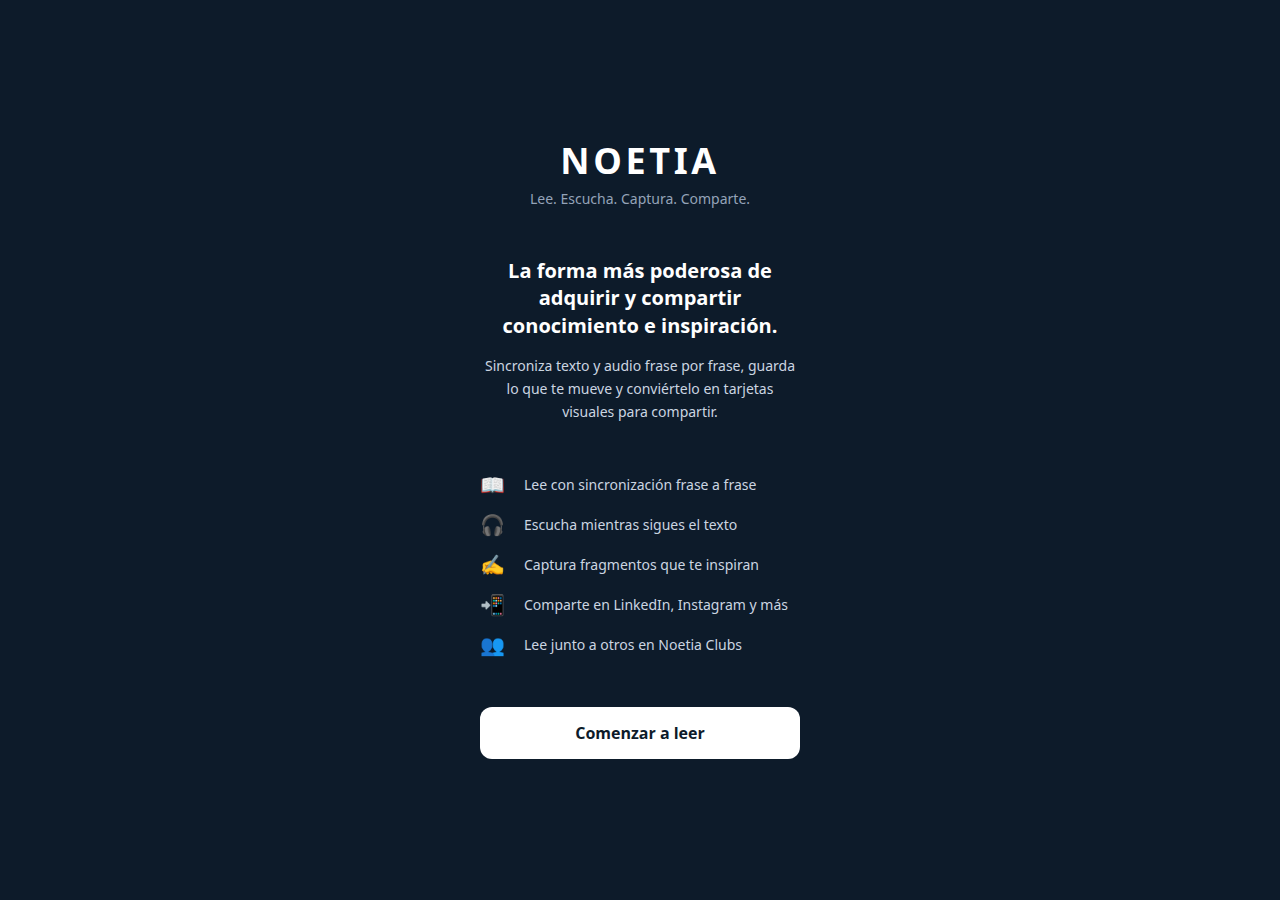 NOETIA
Lee. Escucha. Captura. Comparte.
La forma más poderosa de
adquirir y compartir
conocimiento e inspiración.
Sincroniza texto y audio frase por frase, guarda
lo que te mueve y conviértelo en tarjetas
visuales para compartir.
Lee con sincronización frase a frase
Escucha mientras sigues el texto
Captura fragmentos que te inspiran
Comparte en LinkedIn, Instagram y más
Lee junto a otros en Noetia Clubs
Comenzar a leer